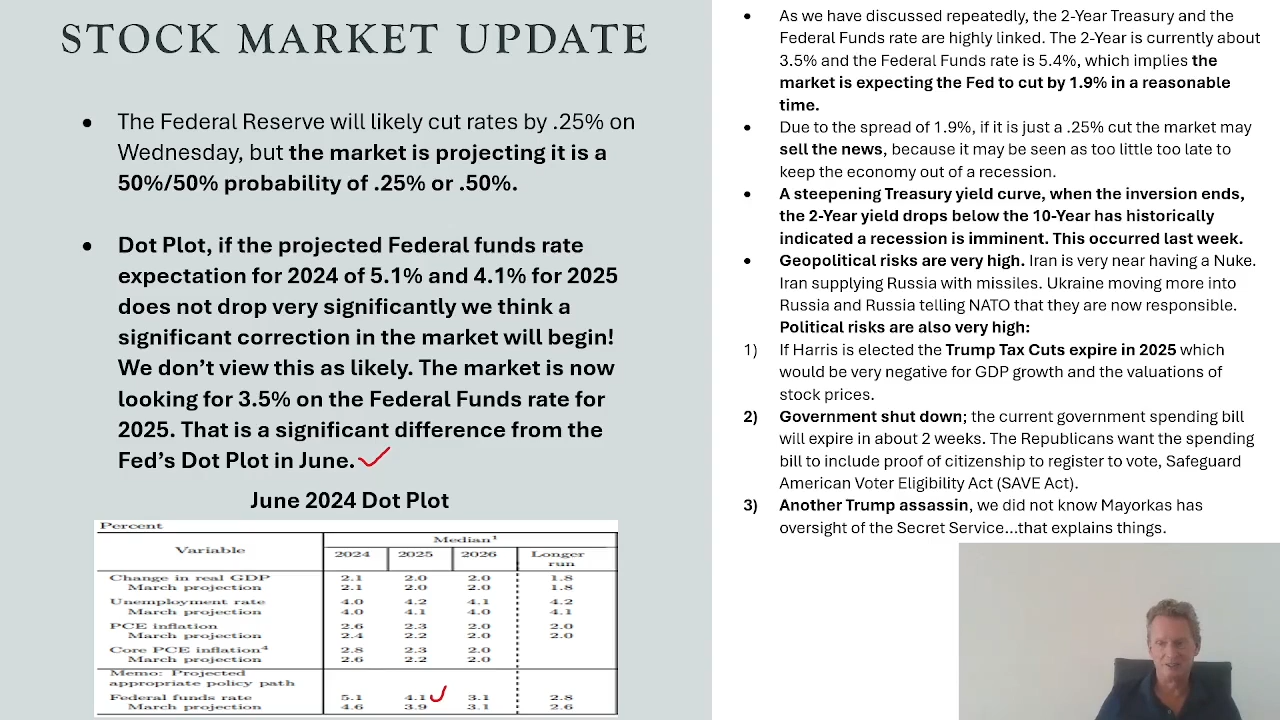 STOCK MARKET UPDATE
• The Federal Reserve will likely cut rates by .25% on
Wednesday, but the market is projecting it is a
50%/50% probability of .25% or .50%.
• Dot Plot, if the projected Federal funds rate
expectation for 2024 of 5.1% and 4.1% for 2025
does not drop very significantly we think a
significant correction in the market will begin!
We don’t view this as likely. The market is now
looking for 3.5% on the Federal Funds rate for
2025. That is a significant difference from the
Fed’s Dot Plot in June.
June 2024 Dot Plot
Percent
Variable Median¹
2024 2025 2026 Longer run
Change in real GDP 2.1 2.0 2.0 1.8
March projection 2.1 2.0 2.0 1.8
Unemployment rate 4.0 4.2 4.1 4.2
March projection 4.0 4.1 4.0 4.1
PCE inflation 2.6 2.3 2.0 2.0
March projection 2.4 2.2 2.0 2.0
Core PCE inflation⁴ 2.8 2.3 2.0
March projection 2.6 2.2 2.0
Memo: Projected
appropriate policy path
Federal funds rate 5.1 4.1 3.1 2.8
March projection 4.6 3.9 3.1 2.6
• As we have discussed repeatedly, the 2-Year Treasury and the
Federal Funds rate are highly linked. The 2-Year is currently about
3.5% and the Federal Funds rate is 5.4%, which implies the
market is expecting the Fed to cut by 1.9% in a reasonable
time.
• Due to the spread of 1.9%, if it is just a .25% cut the market may
sell the news, because it may be seen as too little too late to
keep the economy out of a recession.
• A steepening Treasury yield curve, when the inversion ends,
the 2-Year yield drops below the 10-Year has historically
indicated a recession is imminent. This occurred last week.
• Geopolitical risks are very high. Iran is very near having a Nuke.
Iran supplying Russia with missiles. Ukraine moving more into
Russia and Russia telling NATO that they are now responsible.
Political risks are also very high:
1) If Harris is elected the Trump Tax Cuts expire in 2025 which
would be very negative for GDP growth and the valuations of
stock prices.
2) Government shut down; the current government spending bill
will expire in about 2 weeks. The Republicans want the spending
bill to include proof of citizenship to register to vote, Safeguard
American Voter Eligibility Act (SAVE Act).
3) Another Trump assassin, we did not know Mayorkas has
oversight of the Secret Service...that explains things.